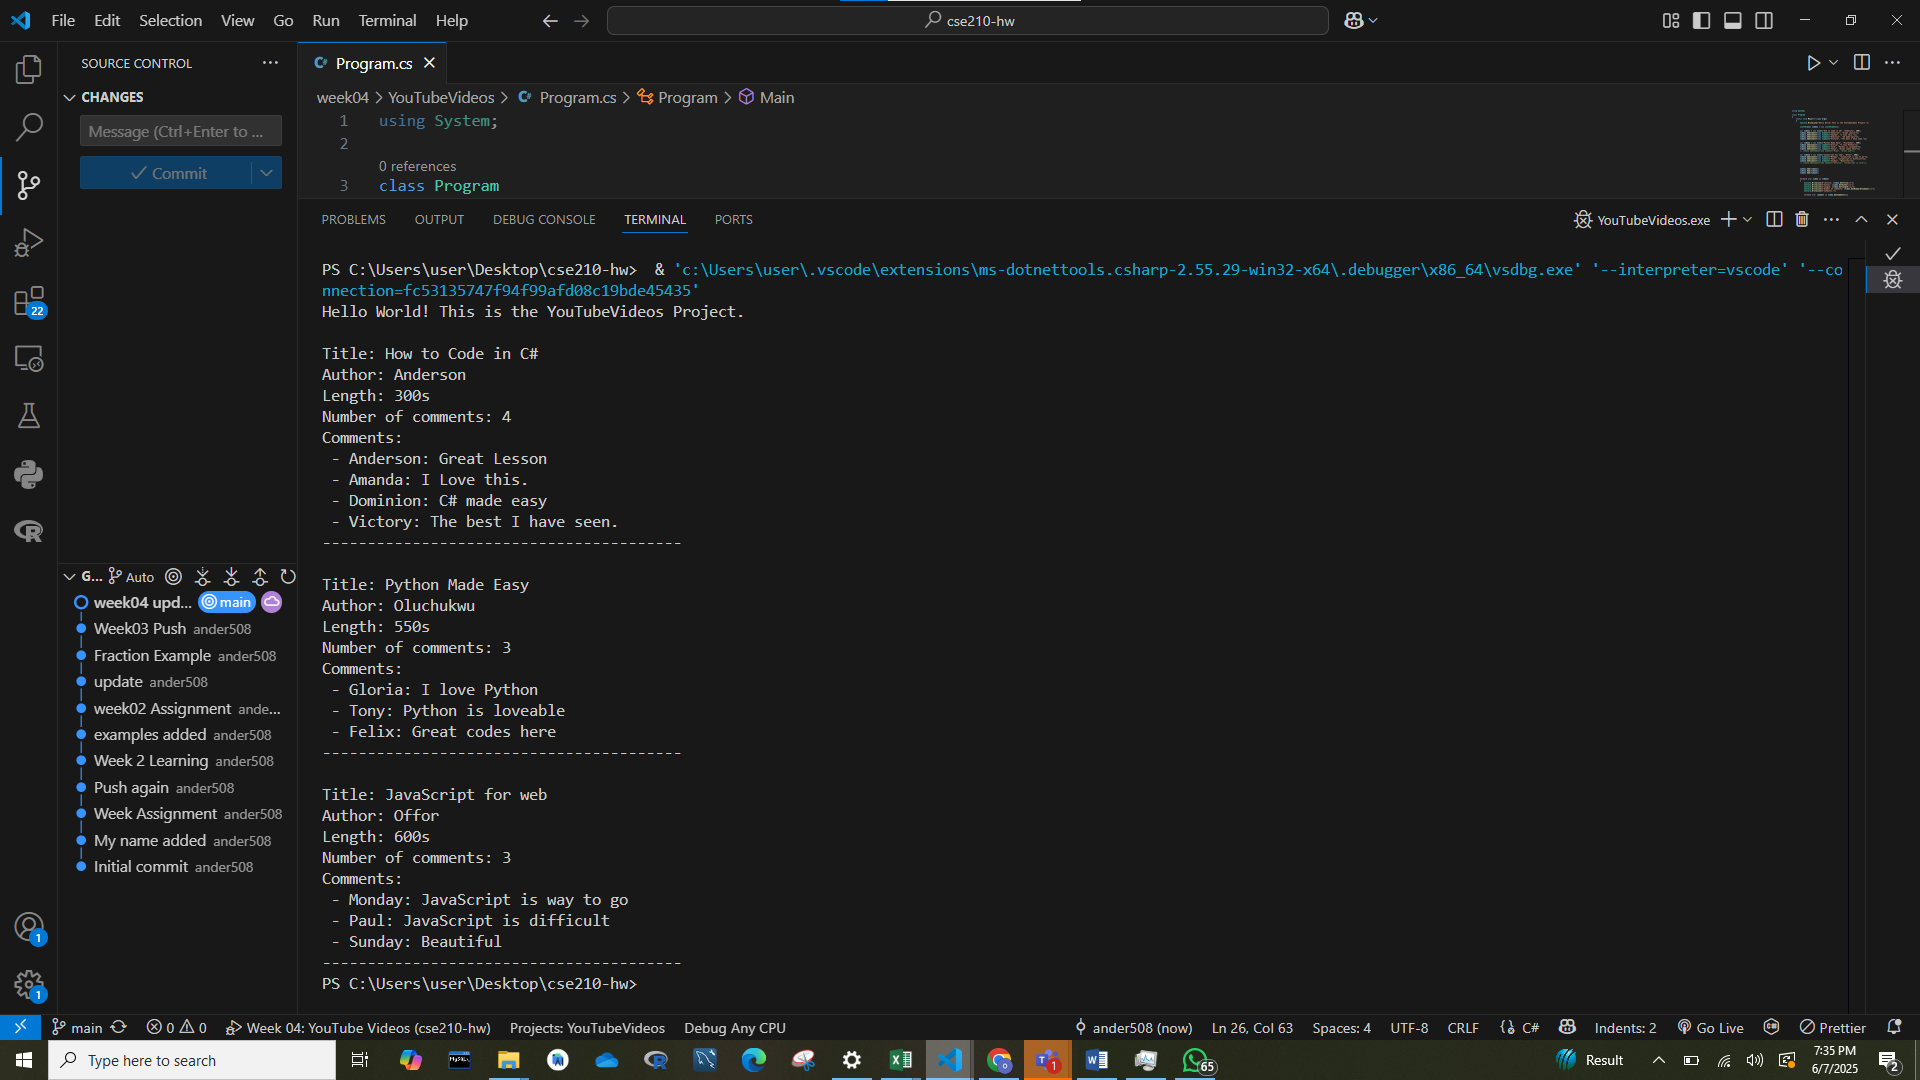 File Edit Selection View Go Run Terminal Help
cse210-hw
SOURCE CONTROL
Program.cs
CHANGES
week04 > YouTubeVideos > Program.cs > Program > Main
Message (Ctrl+Enter to ...
1 using System;
2
Commit
0 references
3 class Program
PROBLEMS OUTPUT DEBUG CONSOLE TERMINAL PORTS
YouTubeVideos.exe
PS C:\Users\user\Desktop\cse210-hw>  & 'c:\Users\user\.vscode\extensions\ms-dotnettools.csharp-2.55.29-win32-x64\.debugger\x86_64\vsdbg.exe' '--interpreter=vscode' '--co
nnection=fc53135747f94f99afd08c19bde45435'
Hello World! This is the YouTubeVideos Project.
Title: How to Code in C#
Author: Anderson
Length: 300s
Number of comments: 4
Comments:
- Anderson: Great Lesson
- Amanda: I Love this.
- Dominion: C# made easy
- Victory: The best I have seen.
----------------------------------------
Title: Python Made Easy
Author: Oluchukwu
Length: 550s
Number of comments: 3
Comments:
- Gloria: I love Python
- Tony: Python is loveable
- Felix: Great codes here
----------------------------------------
Title: JavaScript for web
Author: Offor
Length: 600s
Number of comments: 3
Comments:
- Monday: JavaScript is way to go
- Paul: JavaScript is difficult
- Sunday: Beautiful
----------------------------------------
PS C:\Users\user\Desktop\cse210-hw>
22
G... Auto
week04 upd... main
Week03 Push ander508
Fraction Example ander508
update ander508
week02 Assignment ande...
examples added ander508
Week 2 Learning ander508
Push again ander508
Week Assignment ander508
My name added ander508
Initial commit ander508
1
1
main 0 0 Week 04: YouTube Videos (cse210-hw) Projects: YouTubeVideos Debug Any CPU
ander508 (now) Ln 26, Col 63 Spaces: 4 UTF-8 CRLF C# Indents: 2 Go Live Prettier
Type here to search
MySQL
1
65
Result
7:35 PM
6/7/2025
2